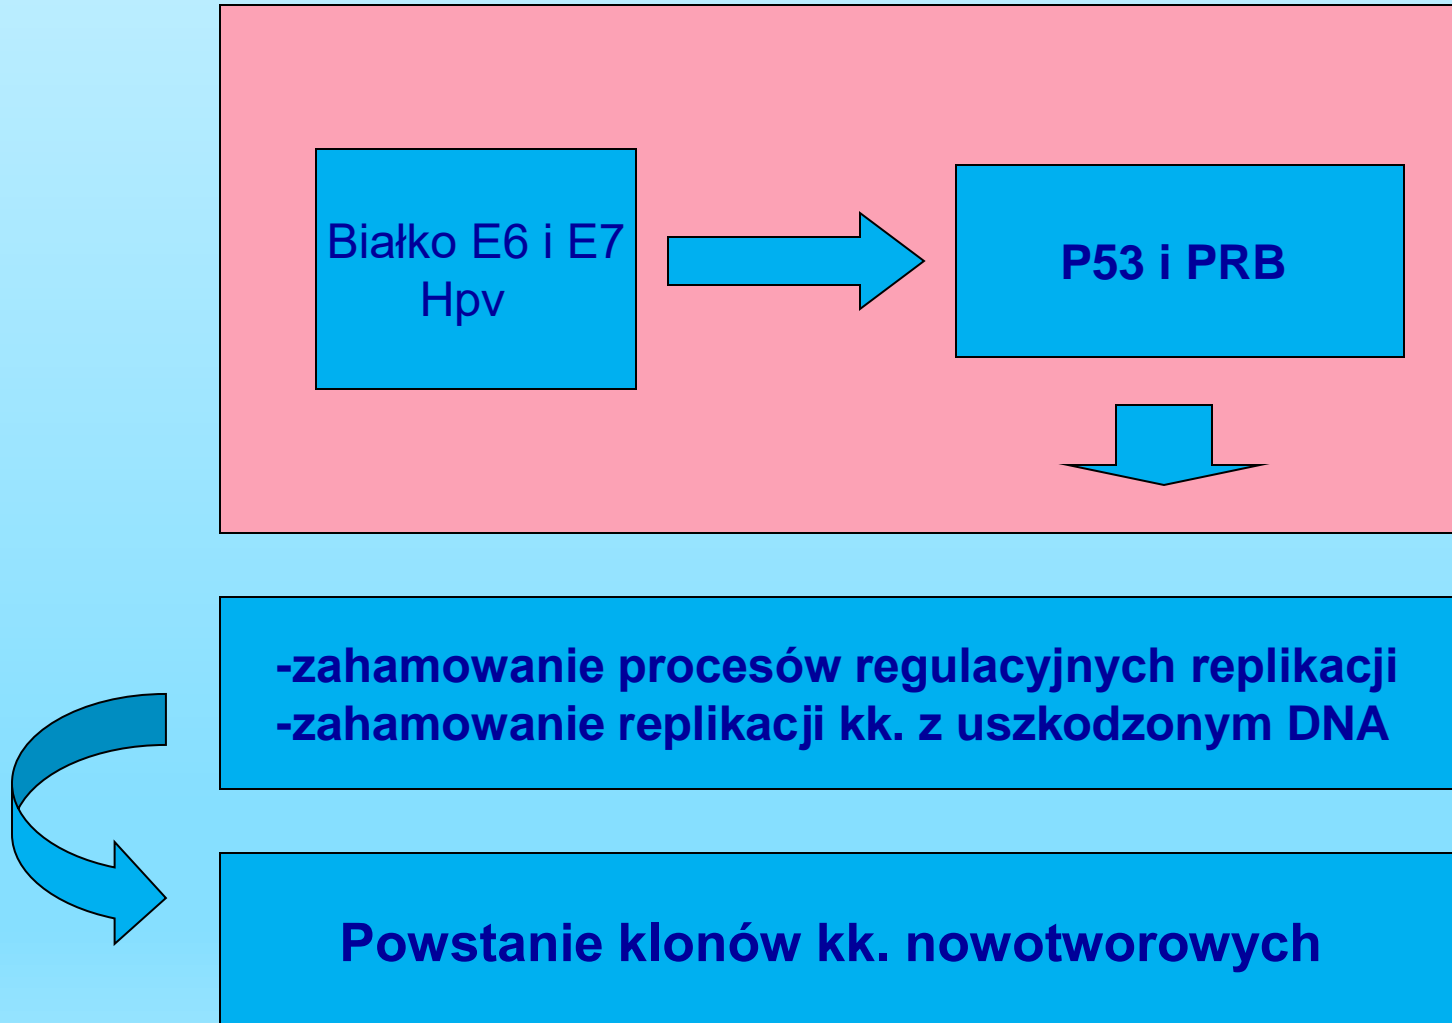 Białko E6 i E7
Hpv
P53 i PRB
-zahamowanie procesów regulacyjnych replikacji
-zahamowanie replikacji kk. z uszkodzonym DNA
Powstanie klonów kk. nowotworowych